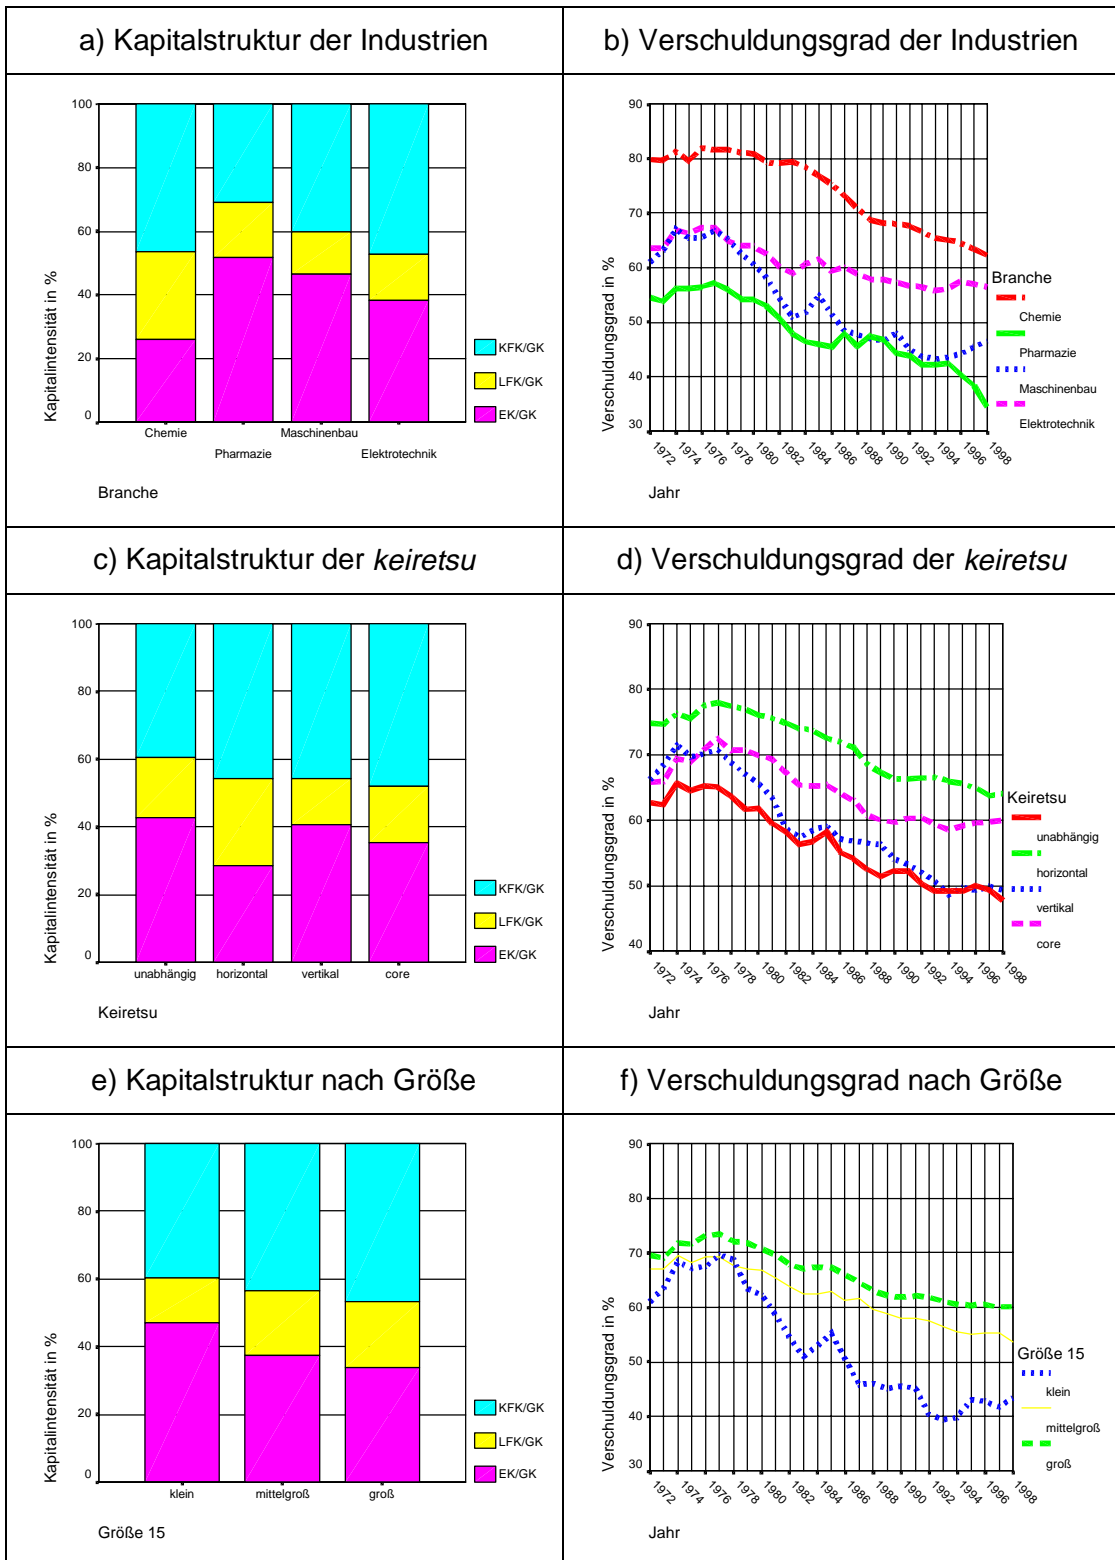 a) Kapitalstruktur der Industrien
b) Verschuldungsgrad der Industrien
Kapitalintensität in %
100
80
60
40
20
0
Chemie
Pharmazie
Maschinenbau
Elektrotechnik
Branche
KFK/GK
LFK/GK
EK/GK
Verschuldungsgrad in %
90
80
70
60
50
40
30
1972
1974
1976
1978
1980
1982
1984
1986
1988
1990
1992
1994
1996
1998
Jahr
Branche
Chemie
Pharmazie
Maschinenbau
Elektrotechnik
c) Kapitalstruktur der keiretsu
d) Verschuldungsgrad der keiretsu
Kapitalintensität in %
100
80
60
40
20
0
unabhängig
horizontal
vertikal
core
Keiretsu
KFK/GK
LFK/GK
EK/GK
Verschuldungsgrad in %
90
80
70
60
50
40
1972
1974
1976
1978
1980
1982
1984
1986
1988
1990
1992
1994
1996
1998
Jahr
Keiretsu
unabhängig
horizontal
vertikal
core
e) Kapitalstruktur nach Größe
f) Verschuldungsgrad nach Größe
Kapitalintensität in %
100
80
60
40
20
0
klein
mittelgroß
groß
Größe 15
KFK/GK
LFK/GK
EK/GK
Verschuldungsgrad in %
90
80
70
60
50
40
30
1972
1974
1976
1978
1980
1982
1984
1986
1988
1990
1992
1994
1996
1998
Jahr
Größe 15
klein
mittelgroß
groß